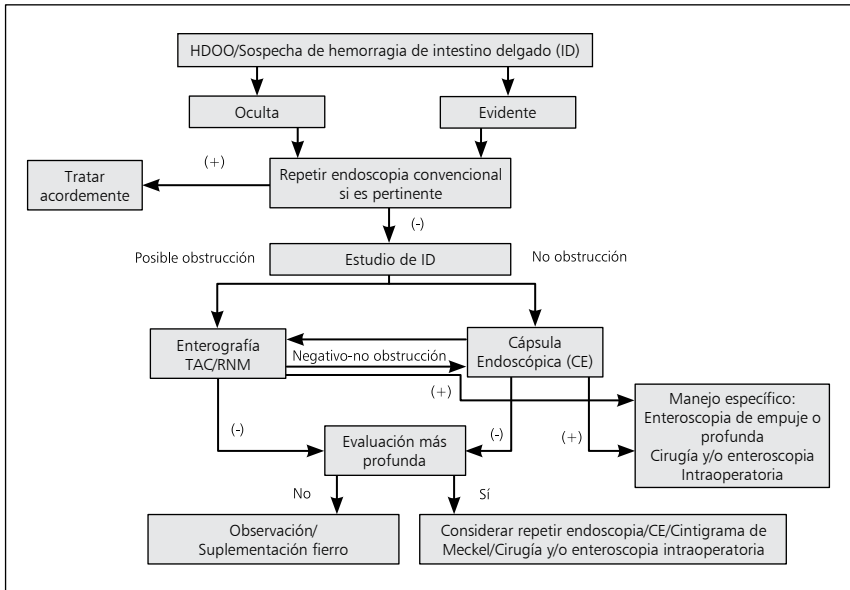 HDOO/Sospecha de hemorragia de intestino delgado (ID)
Oculta
Evidente
(+)
Tratar
acordemente
Repetir endoscopia convencional
si es pertinente
(-)
Posible obstrucción
Estudio de ID
No obstrucción
Enterografía
TAC/RNM
Negativo-no obstrucción
Cápsula
Endoscópica (CE)
(+)
Manejo específico:
Enteroscopia de empuje o
profunda
Cirugía y/o enteroscopia
Intraoperatoria
(-)
Evaluación más
profunda
(-)
(+)
No
Sí
Observación/
Suplementación fierro
Considerar repetir endoscopia/CE/Cintigrama de
Meckel/Cirugía y/o enteroscopia intraoperatoria